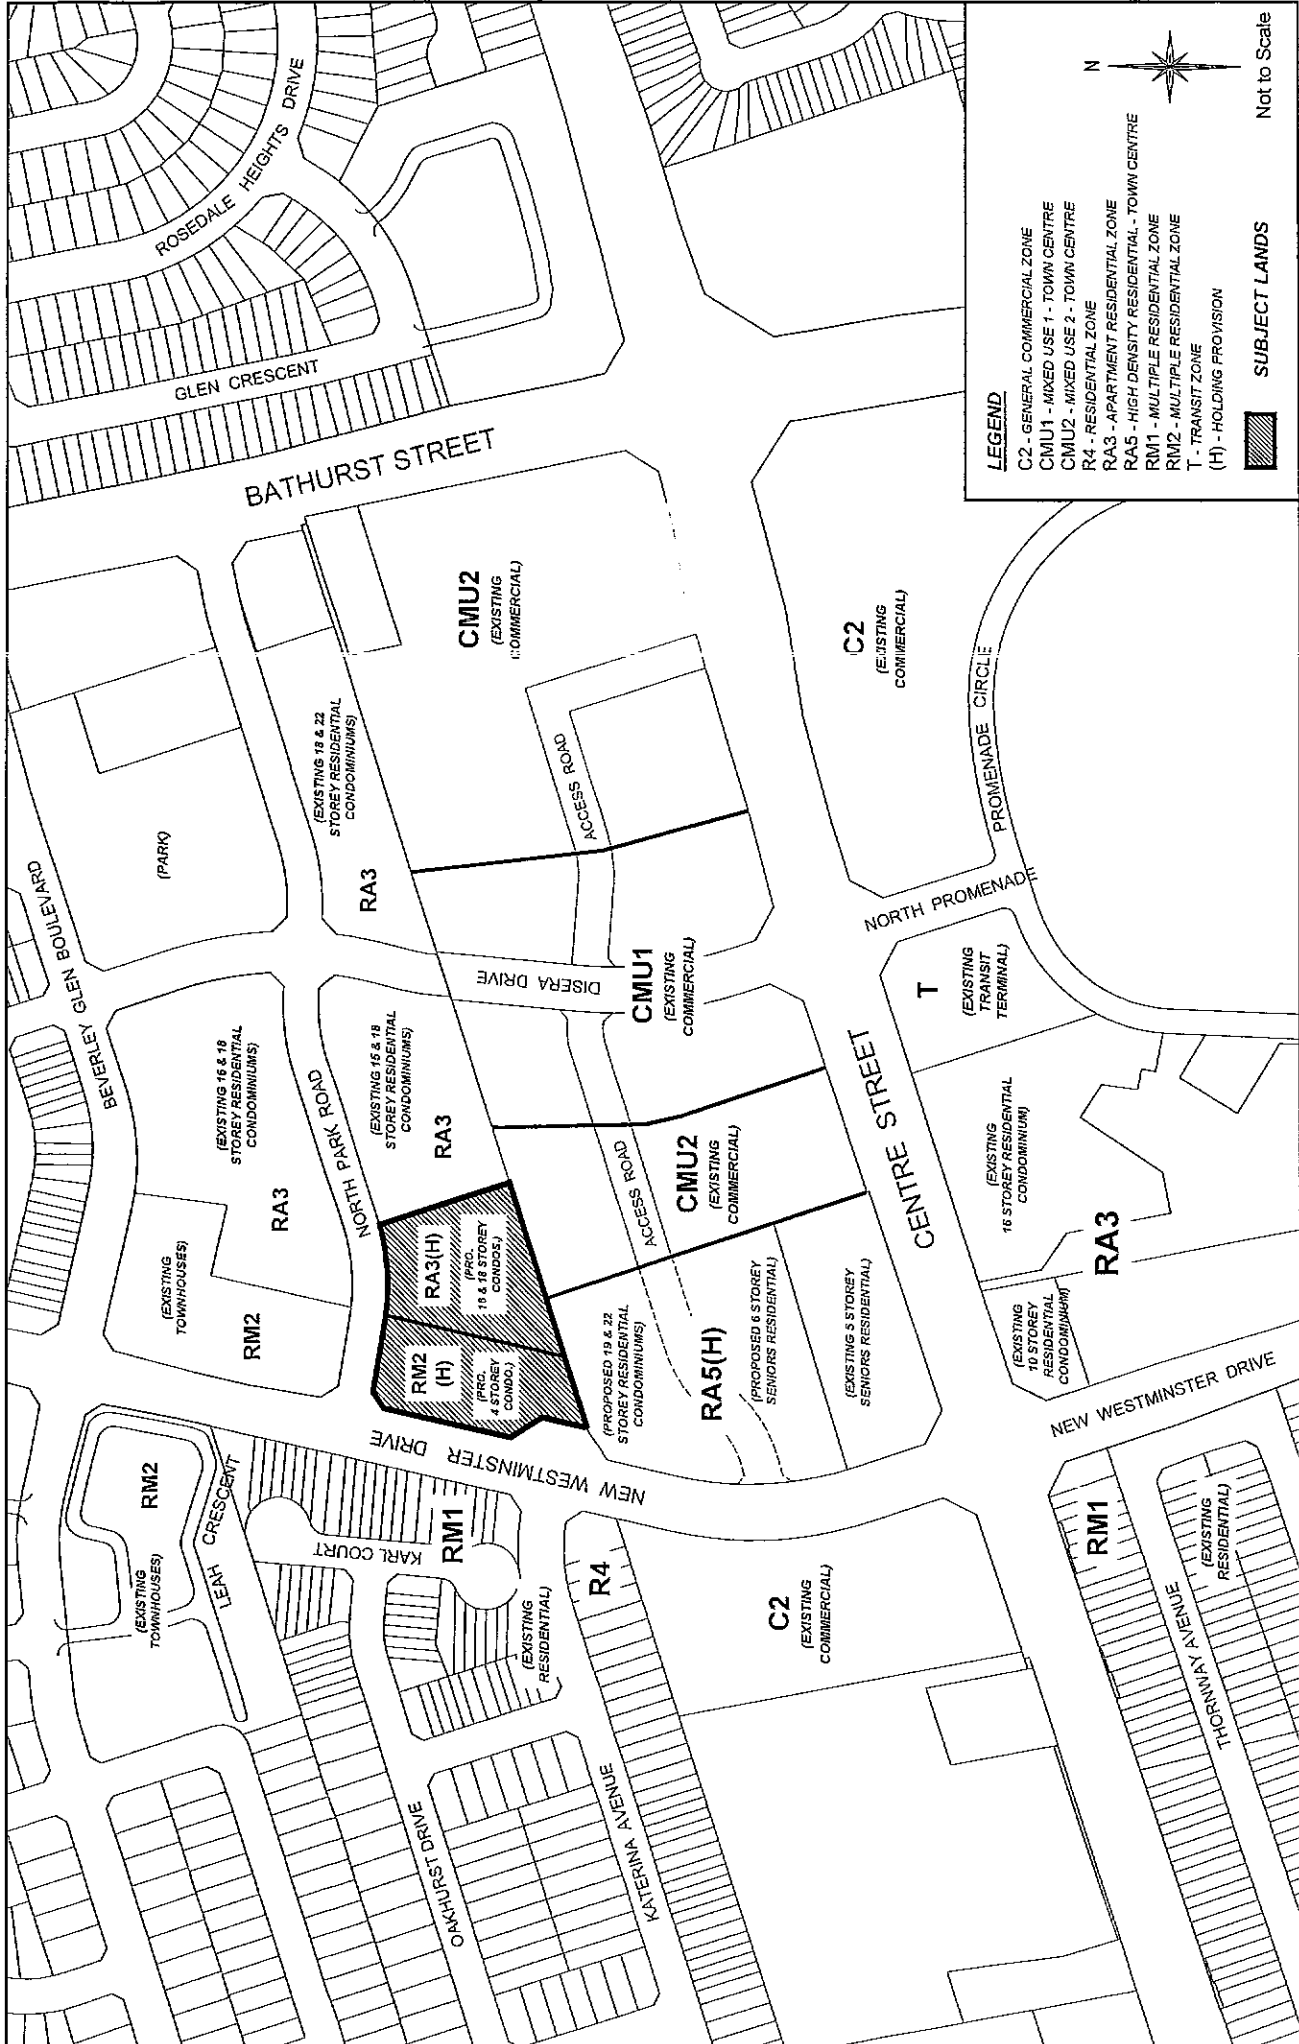 ROSEDALE HEIGHTS DRIVE
GLEN CRESCENT
BATHURST STREET
BEVERLEY GLEN BOULEVARD
(PARK)
(EXISTING 18 & 22
STOREY RESIDENTIAL
CONDOMINIUMS)
RA3
CMU2
(EXISTING
COMMERCIAL)
ACCESS ROAD
(EXISTING 16 & 18
STOREY RESIDENTIAL
CONDOMINIUMS)
RA3
NORTH PARK ROAD
(EXISTING 15 & 18
STOREY RESIDENTIAL
CONDOMINIUMS)
RA3
DISERA DRIVE
CMU1
(EXISTING
COMMERCIAL)
C2
(EXISTING
COMMERCIAL)
PROMENADE CIRCLE
NORTH PROMENADE
(EXISTING
TOWNHOUSES)
RM2
RA3(H)
(PRO.
16 & 18 STOREY
CONDOS.)
RM2
(H)
(PRO.
4 STOREY
CONDO.)
ACCESS ROAD
CMU2
(EXISTING
COMMERCIAL)
CENTRE STREET
T
(EXISTING
TRANSIT
TERMINAL)
(PROPOSED 19 & 22
STOREY RESIDENTIAL
CONDOMINIUMS)
RA5(H)
(PROPOSED 6 STOREY
SENIORS RESIDENTIAL)
(EXISTING 5 STOREY
SENIORS RESIDENTIAL)
(EXISTING
16 STOREY RESIDENTIAL
CONDOMINIUM)
RA3
(EXISTING
10 STOREY
RESIDENTIAL
CONDOMINIUM)
NEW WESTMINSTER DRIVE
NEW WESTMINSTER DRIVE
RM2
(EXISTING
TOWNHOUSES)
LEAH CRESCENT
KARL COURT
RM1
(EXISTING
RESIDENTIAL)
R4
OAKHURST DRIVE
KATERINA AVENUE
C2
(EXISTING
COMMERCIAL)
RM1
(EXISTING
RESIDENTIAL)
THORNWAY AVENUE
LEGEND
C2 - GENERAL COMMERCIAL ZONE
CMU1 - MIXED USE 1 - TOWN CENTRE
CMU2 - MIXED USE 2 - TOWN CENTRE
R4 - RESIDENTIAL ZONE
RA3 - APARTMENT RESIDENTIAL ZONE
RA5 - HIGH DENSITY RESIDENTIAL - TOWN CENTRE
RM1 - MULTIPLE RESIDENTIAL ZONE
RM2 - MULTIPLE RESIDENTIAL ZONE
T - TRANSIT ZONE
(H) - HOLDING PROVISION
SUBJECT LANDS
N
Not to Scale